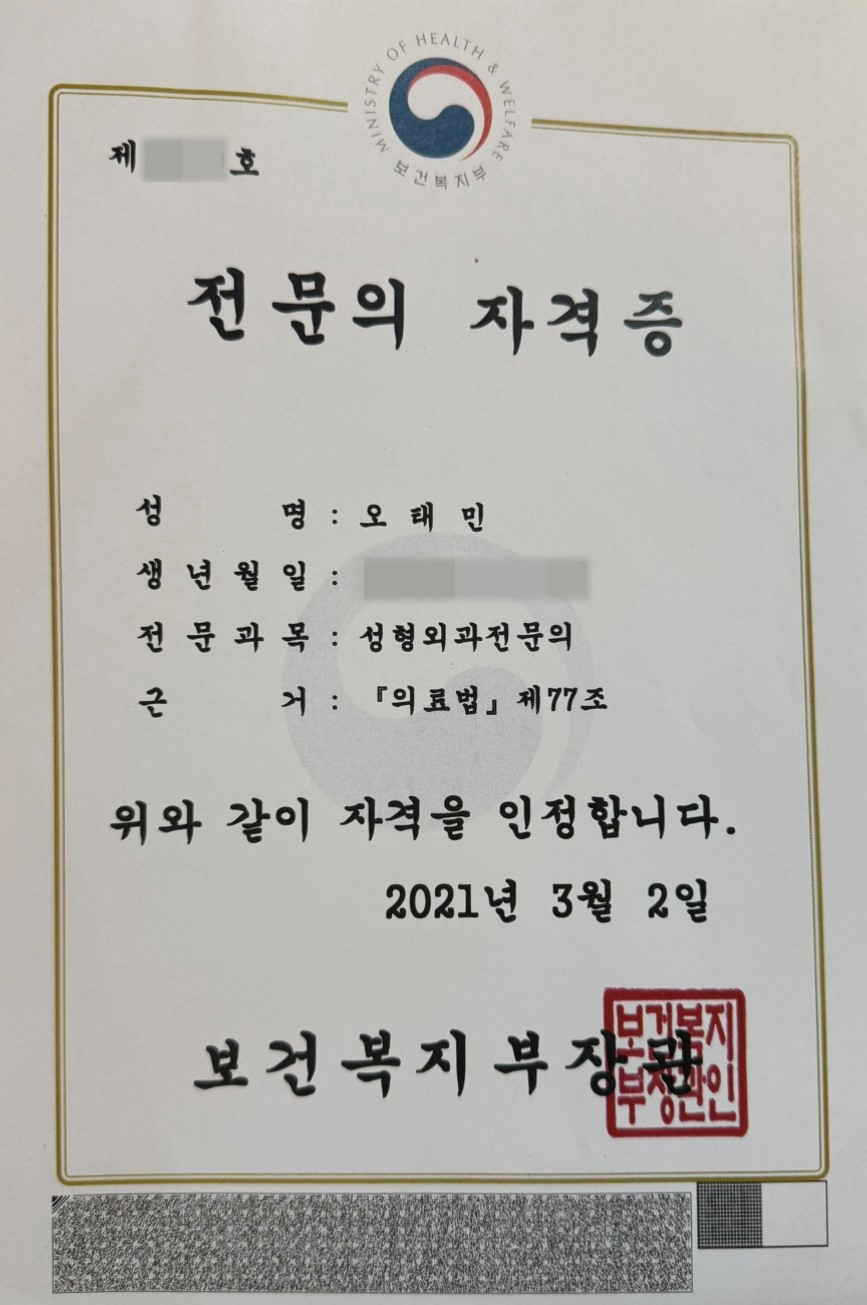 MINISTRY OF HEALTH & WELFARE
보건복지부
제 호
전문의 자격증
성 명 : 오 태 민
생 년 월 일 :
전 문 과 목 : 성형외과전문의
근 거 : 『의료법』 제77조
위와 같이 자격을 인정합니다.
2021년 3월 2일
보 건 복 지 부 장 관
보건복지
부장관인